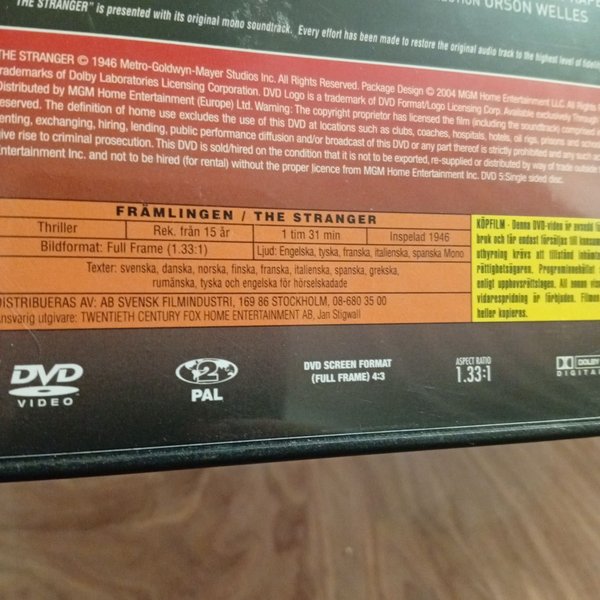 CTION ORSON WELLES
THE STRANGER" is presented with its original mono soundtrack. Every effort has been made to restore the original audio track to the highest level of fidelit
THE STRANGER © 1946 Metro-Goldwyn-Mayer Studios Inc. All Rights Reserved. Package Design © 2004 MGM Home Entertainment LLC. All Rights
trademarks of Dolby Laboratories Licensing Corporation. DVD Logo is a trademark of DVD Format/Logo Licensing Corp. Available exclusively Through
Distributed by MGM Home Entertainment (Europe) Ltd. Warning: The copyright proprietor has licensed the film (including the soundtrack) comprised
reserved. The definition of home use excludes the use of this DVD at locations such as clubs, coaches, hospitals, hotels, oil rigs, prisons and schoo
renting, exchanging, hiring, lending, public performance diffusion and/or broadcast of this DVD or any part thereof is strictly prohibited and any such ac
give rise to criminal prosecution. This DVD is sold/hired on the condition that it is not to be exported, re-supplied or distributed by way of trade outside
Entertainment Inc. and not to be hired (for rental) without the proper licence from MGM Home Entertainment Inc. DVD 5:Single sided disc.
FRÄMLINGEN / THE STRANGER
Thriller Rek. från 15 år 1 tim 31 min Inspelad 1946
Bildformat: Full Frame (1.33:1) Ljud: Engelska, tyska, franska, italienska, spanska Mono
Texter: svenska, danska, norska, finska, franska, italienska, spanska, grekska,
rumänska, tyska och engelska för hörselskadade
DISTRIBUERAS AV: AB SVENSK FILMINDUSTRI, 169 86 STOCKHOLM, 08-680 35 00
Ansvarig utgivare: TWENTIETH CENTURY FOX HOME ENTERTAINMENT AB, Jan Stigwall
KÖPFILM - Denna DVD-video är avsedd f
bruk och får endast försäljas till konsume
uthyrning krävs att tillstånd inhämte
rättighetsägaren. Programinnehållet
enligt upphovsrättslagen. All annan vis
vidarespridning är förbjuden. Filmen
heller kopieras.
DVD
VIDEO
2
PAL
DVD SCREEN FORMAT
(FULL FRAME) 4:3
ASPECT RATIO
1.33:1
DOLBY
DIGITAL